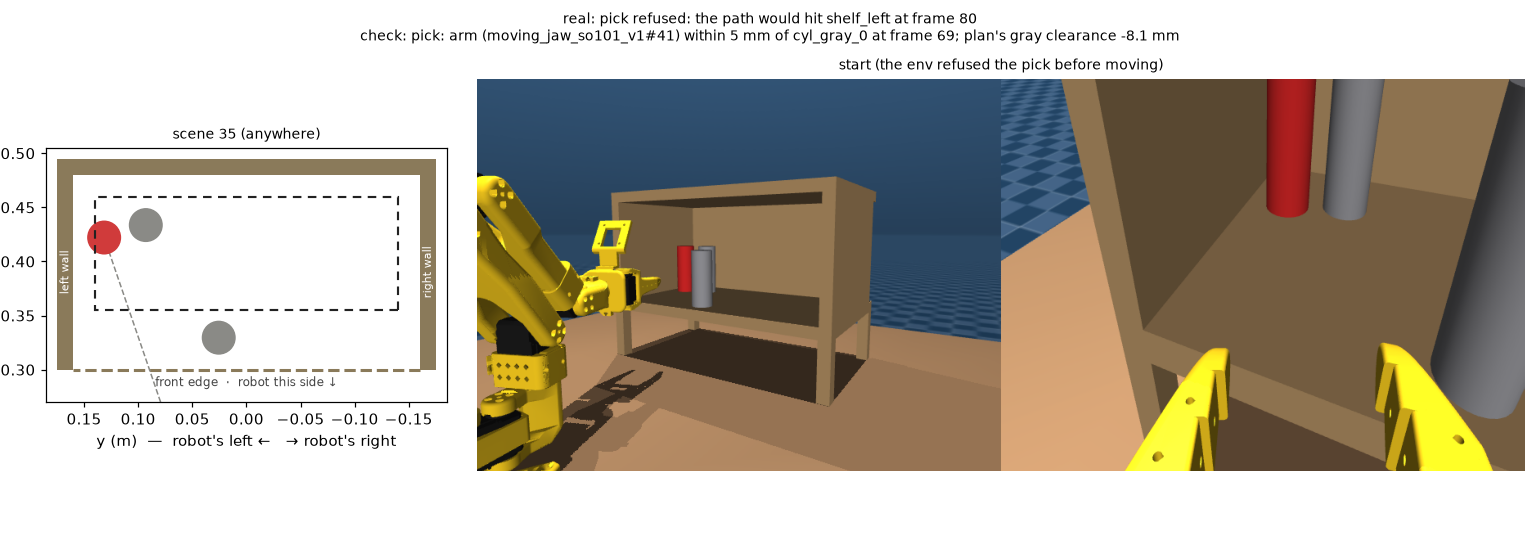 real: pick refused: the path would hit shelf_left at frame 80
check: pick: arm (moving_jaw_so101_v1#41) within 5 mm of cyl_gray_0 at frame 69; plan's gray clearance -8.1 mm
start (the env refused the pick before moving)
scene 35 (anywhere)
0.50
0.45
0.40
0.35
0.30
left wall
right wall
front edge · robot this side ↓
0.15 0.10 0.05 0.00 −0.05 −0.10 −0.15
y (m) — robot's left ← → robot's right